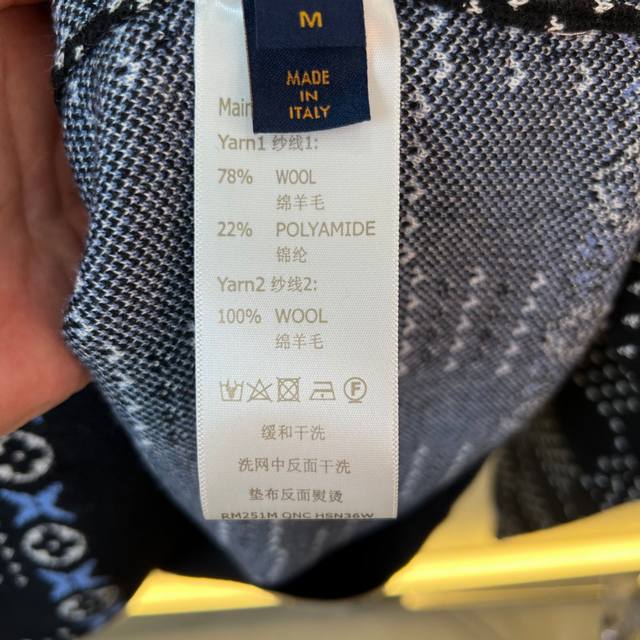 M
MADE
IN
ITALY
Main
Yarn1 纱线1:
78% WOOL
绵羊毛
22% POLYAMIDE
锦纶
Yarn2 纱线2:
100% WOOL
绵羊毛
F
缓和干洗
洗网中反面干洗
垫布反面熨烫
RM251M QNC HSN36W